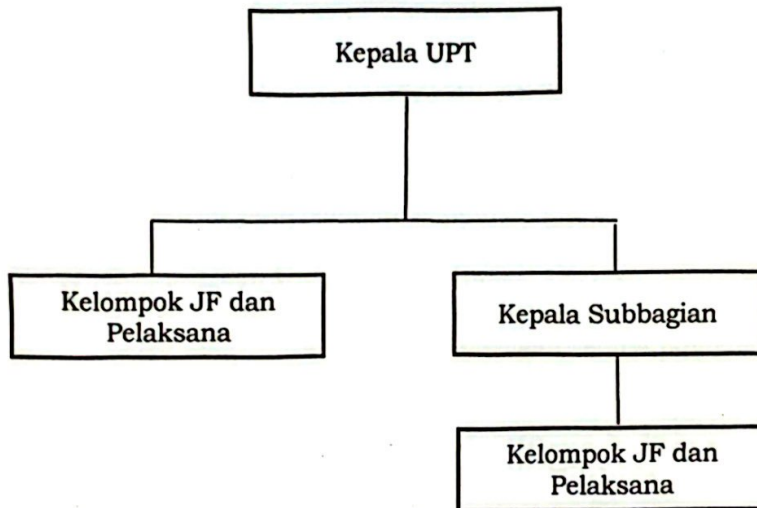 Kepala UPT
Kelompok JF dan
Pelaksana
Kepala Subbagian
Kelompok JF dan
Pelaksana